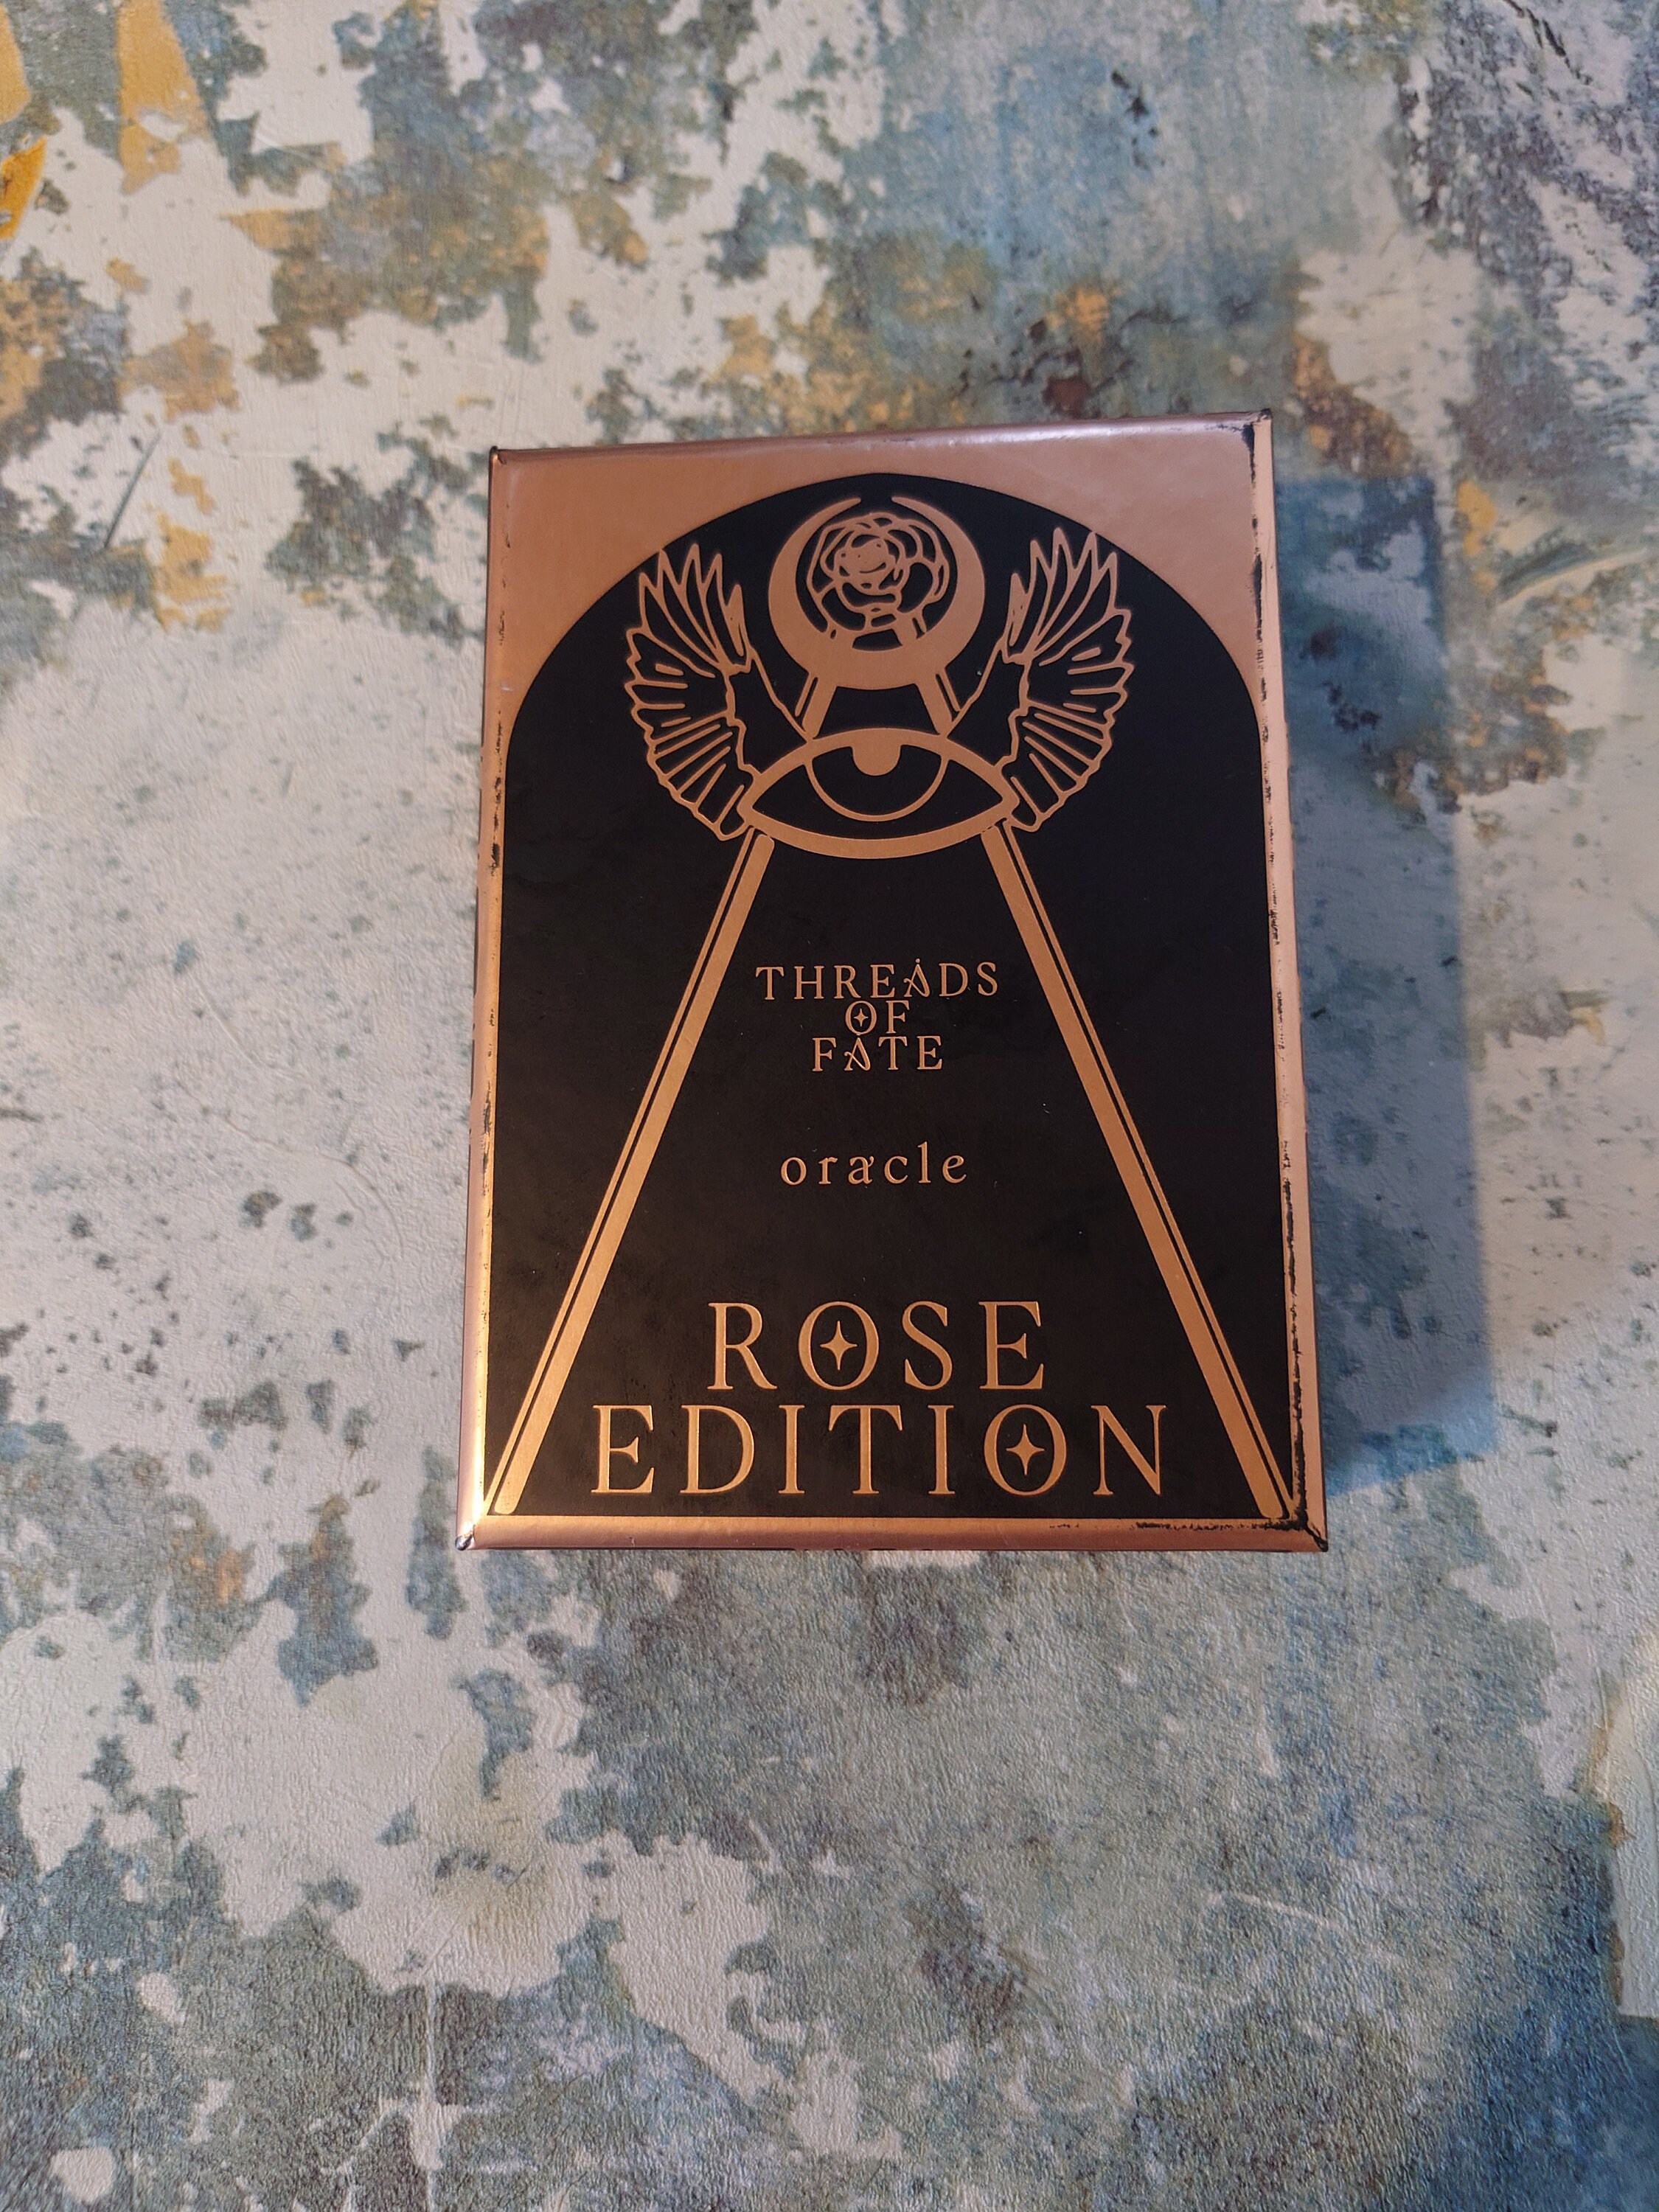 THREADS
OF
FATE
oracle
ROSE
EDITION